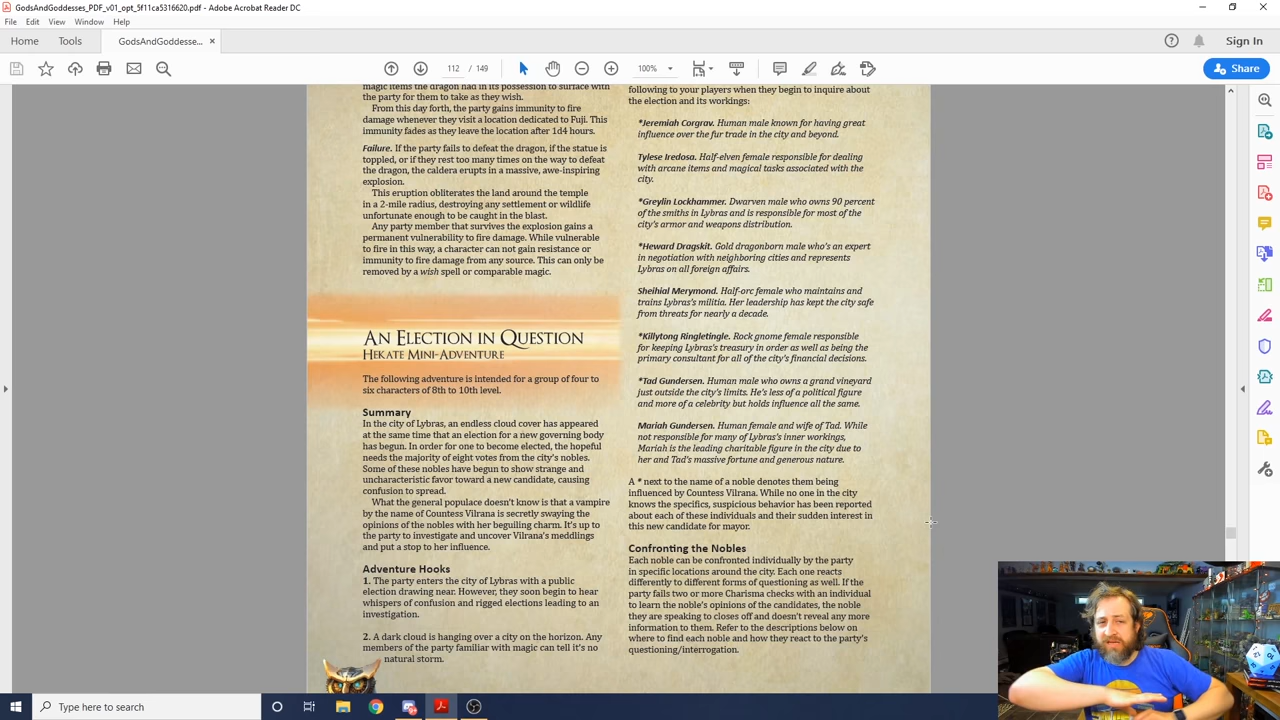 GodsAndGoddesses_PDF_v01_opt_5f11ca5316620.pdf - Adobe Acrobat Reader DC
File Edit View Window Help
Home Tools GodsAndGoddesse... × Sign In
112 / 149 100% Share
magic items the dragon had in its possession to surface with
the party for them to take as they wish.
From this day forth, the party gains immunity to fire
damage whenever they visit a location dedicated to Fuji. This
immunity fades as they leave the location after 1d4 hours.
Failure. If the party fails to defeat the dragon, if the statue is
toppled, or if they rest too many times on the way to defeat
the dragon, the caldera erupts in a massive, awe-inspiring
explosion.
This eruption obliterates the land around the temple
in a 2-mile radius, destroying any settlement or wildlife
unfortunate enough to be caught in the blast.
Any party member that survives the explosion gains a
permanent vulnerability to fire damage. While vulnerable
to fire in this way, a character can not gain resistance or
immunity to fire damage from any source. This can only be
removed by a wish spell or comparable magic.
An Election in Question
Hekate Mini-Adventure
The following adventure is intended for a group of four to
six characters of 8th to 10th level.
Summary
In the city of Lybras, an endless cloud cover has appeared
at the same time that an election for a new governing body
has begun. In order for one to become elected, the hopeful
needs the majority of eight votes from the city's nobles.
Some of these nobles have begun to show strange and
uncharacteristic favor toward a new candidate, causing
confusion to spread.
What the general populace doesn't know is that a vampire
by the name of Countess Vilrana is secretly swaying the
opinions of the nobles with her beguiling charm. It's up to
the party to investigate and uncover Vilrana's meddlings
and put a stop to her influence.
Adventure Hooks
1. The party enters the city of Lybras with a public
election drawing near. However, they soon begin to hear
whispers of confusion and rigged elections leading to an
investigation.
2. A dark cloud is hanging over a city on the horizon. Any
members of the party familiar with magic can tell it's no
natural storm.
following to your players when they begin to inquire about
the election and its workings:
*Jeremiah Corgrav. Human male known for having great
influence over the fur trade in the city and beyond.
Tylese Iredosa. Half-elven female responsible for dealing
with arcane items and magical tasks associated with the
city.
*Greylin Lockhammer. Dwarven male who owns 90 percent
of the smiths in Lybras and is responsible for most of the
city's armor and weapons distribution.
*Heward Dragskit. Gold dragonborn male who's an expert
in negotiation with neighboring cities and represents
Lybras on all foreign affairs.
Sheihial Merymond. Half-orc female who maintains and
trains Lybras's militia. Her leadership has kept the city safe
from threats for nearly a decade.
*Killytong Ringletingle. Rock gnome female responsible
for keeping Lybras's treasury in order as well as being the
primary consultant for all of the city's financial decisions.
*Tad Gundersen. Human male who owns a grand vineyard
just outside the city's limits. He's less of a political figure
and more of a celebrity but holds influence all the same.
Mariah Gundersen. Human female and wife of Tad. While
not responsible for many of Lybras's inner workings,
Mariah is the leading charitable figure in the city due to
her and Tad's massive fortune and generous nature.
A * next to the name of a noble denotes them being
influenced by Countess Vilrana. While no one in the city
knows the specifics, suspicious behavior has been reported
about each of these individuals and their sudden interest in
this new candidate for mayor.
Confronting the Nobles
Each noble can be confronted individually by the party
in specific locations around the city. Each one reacts
differently to different forms of questioning as well. If the
party fails two or more Charisma checks with an individual
to learn the noble's opinions of the candidates, the noble
they are speaking to closes off and doesn't reveal any more
information to them. Refer to the descriptions below on
where to find each noble and how they react to the party's
questioning/interrogation.
Type here to search